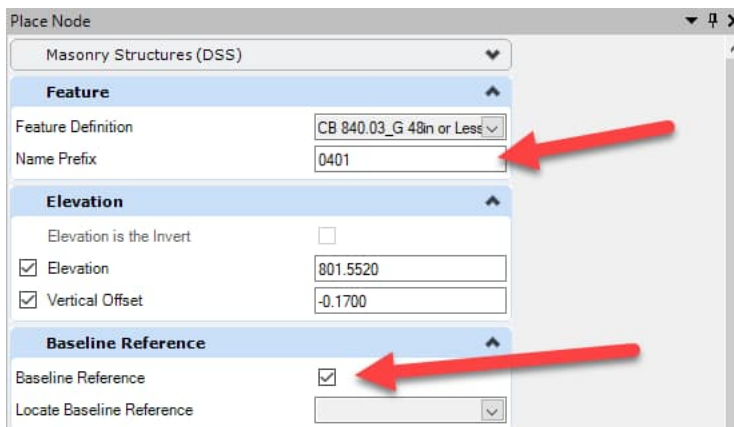 Place Node
Masonry Structures (DSS)
Feature
Feature Definition CB 840.03_G 48in or Less
Name Prefix 0401
Elevation
Elevation is the Invert
Elevation 801.5520
Vertical Offset -0.1700
Baseline Reference
Baseline Reference
Locate Baseline Reference